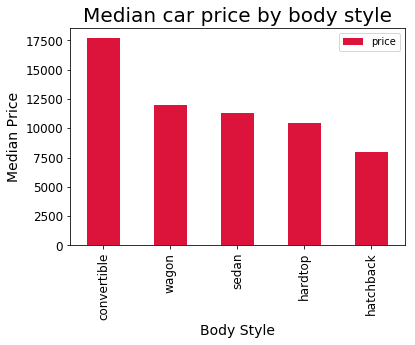 Median car price by body style
price
Median Price
17500
15000
12500
10000
7500
5000
2500
0
convertible
wagon
sedan
hardtop
hatchback
Body Style